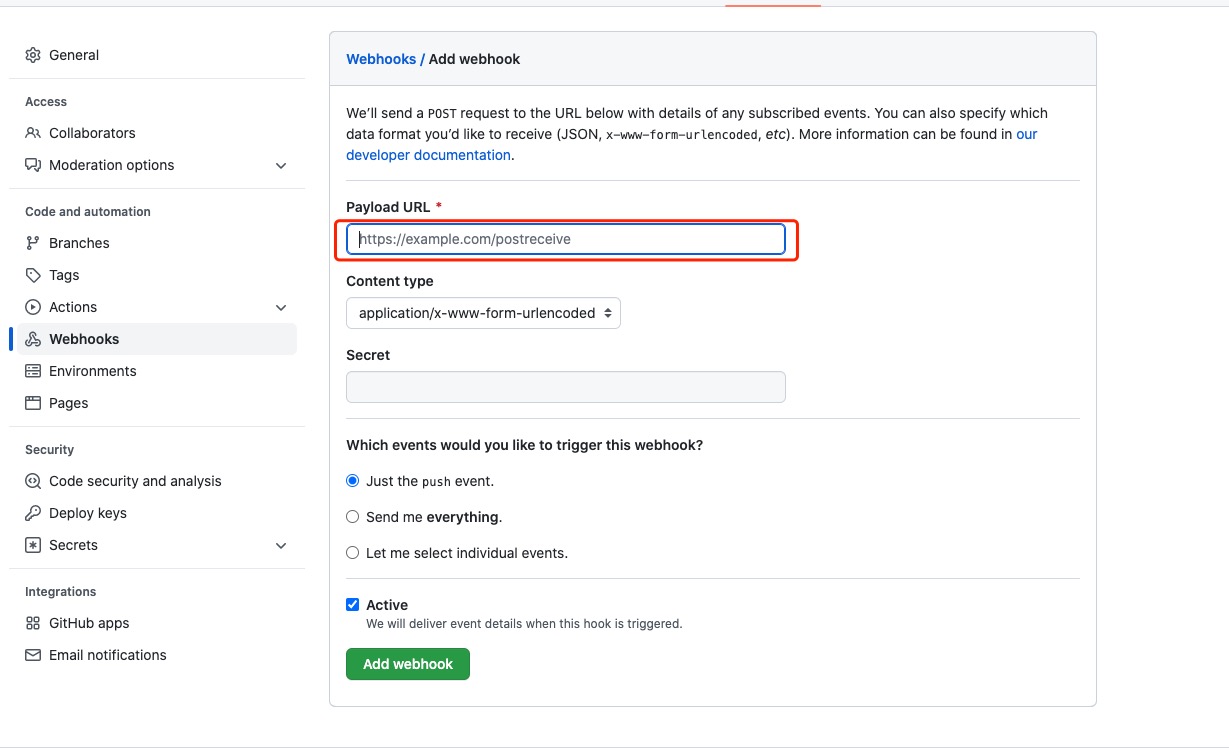 General
Access
Collaborators
Moderation options
Code and automation
Branches
Tags
Actions
Webhooks
Environments
Pages
Security
Code security and analysis
Deploy keys
Secrets
Integrations
GitHub apps
Email notifications
Webhooks / Add webhook
We’ll send a POST request to the URL below with details of any subscribed events. You can also specify which
data format you’d like to receive (JSON, x-www-form-urlencoded, etc). More information can be found in our
developer documentation.
Payload URL *
https://example.com/postreceive
Content type
application/x-www-form-urlencoded
Secret
Which events would you like to trigger this webhook?
Just the push event.
Send me everything.
Let me select individual events.
Active
We will deliver event details when this hook is triggered.
Add webhook